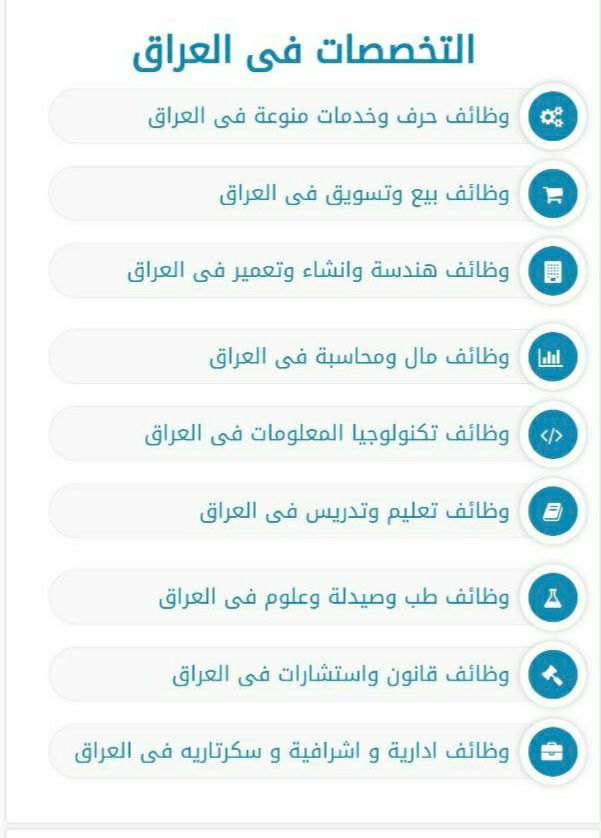 التخصصات فى العراق
وظائف حرف وخدمات منوعة فى العراق
وظائف بيع وتسويق فى العراق
وظائف هندسة وانشاء وتعمير فى العراق
وظائف مال ومحاسبة فى العراق
وظائف تكنولوجيا المعلومات فى العراق
وظائف تعليم وتدريس فى العراق
وظائف طب وصيدلة وعلوم فى العراق
وظائف قانون واستشارات فى العراق
وظائف ادارية و اشرافية و سكرتاريه فى العراق